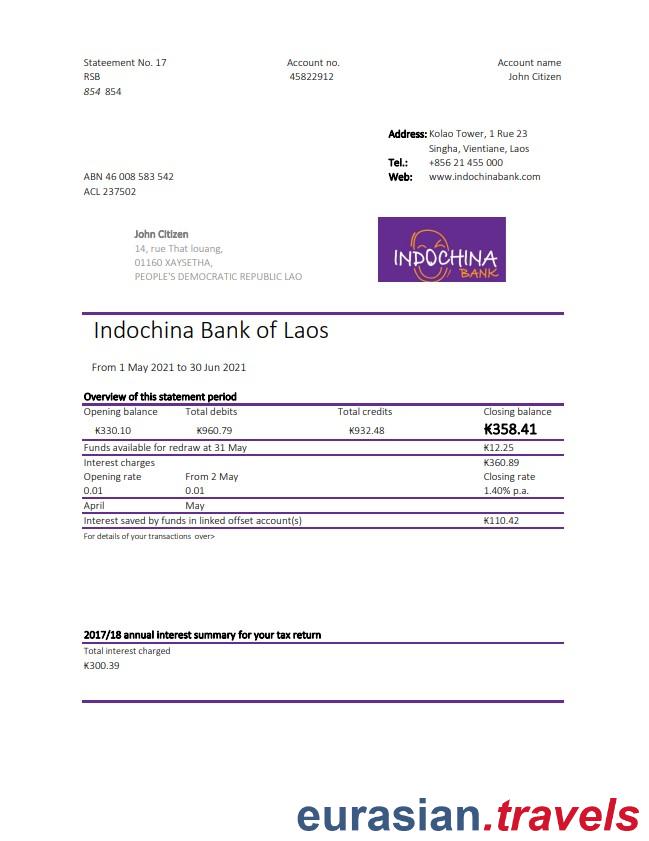 Stateement No. 17
Account no.
Account name
RSB
45822912
John Citizen
854 854
Address: Kolao Tower, 1 Rue 23
Singha, Vientiane, Laos
Tel.: +856 21 455 000
ABN 46 008 583 542
Web: www.indochinabank.com
ACL 237502
John Citizen
14, rue That louang,
01160 XAYSETHA,
PEOPLE'S DEMOCRATIC REPUBLIC LAO
INDOCHINA
BANK
Indochina Bank of Laos
From 1 May 2021 to 30 Jun 2021
Overview of this statement period
Opening balance Total debits Total credits Closing balance
₭330.10 ₭960.79 ₭932.48 ₭358.41
Funds available for redraw at 31 May ₭12.25
Interest charges ₭360.89
Opening rate From 2 May Closing rate
0.01 0.01 1.40% p.a.
April May
Interest saved by funds in linked offset account(s) ₭110.42
For details of your transactions over>
2017/18 annual interest summary for your tax return
Total interest charged
₭300.39
eurasian.travels